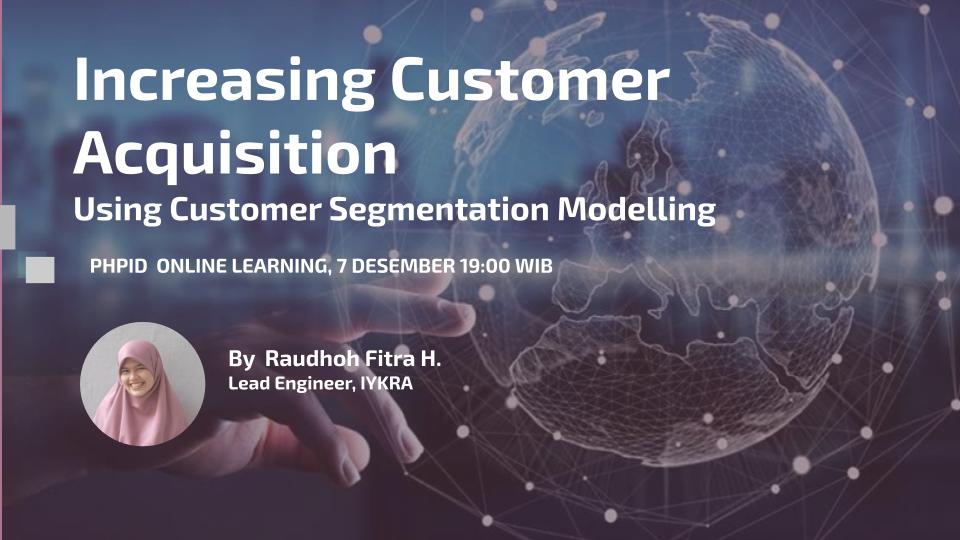 Increasing Customer
Acquisition
Using Customer Segmentation Modelling
PHPID ONLINE LEARNING, 7 DESEMBER 19:00 WIB
By Raudhoh Fitra H.
Lead Engineer, IYKRA